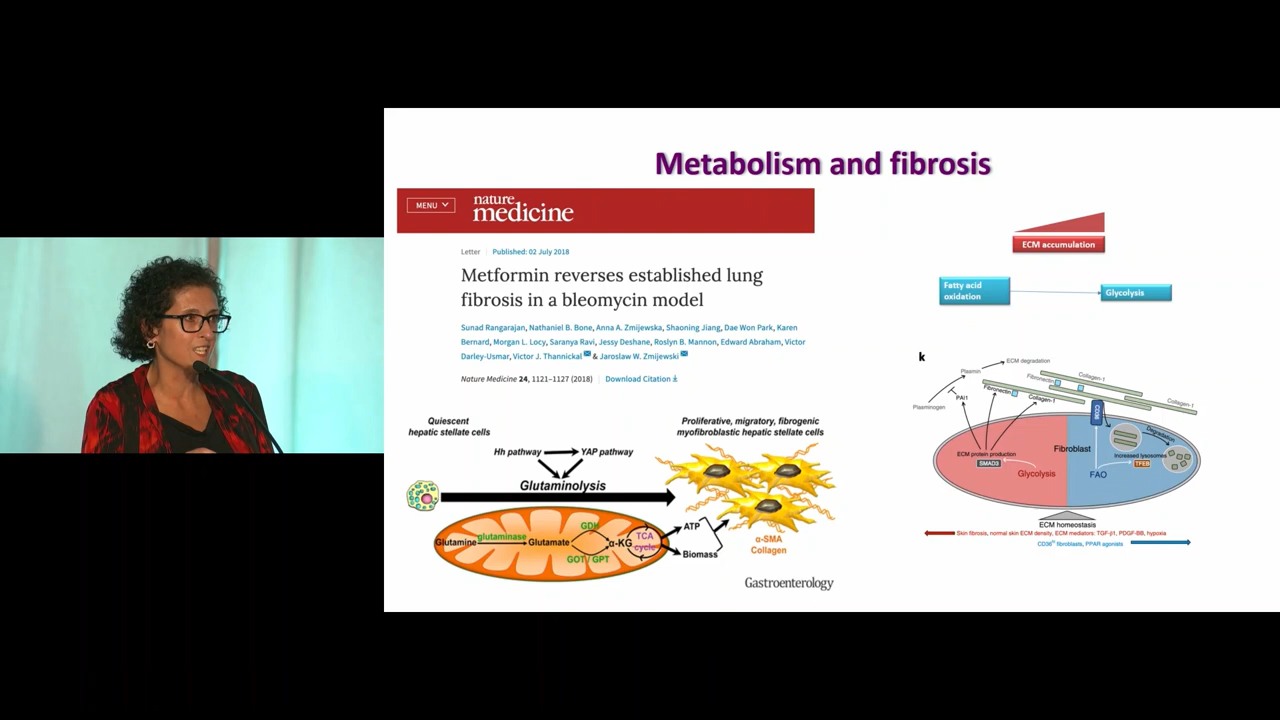 Metabolism and fibrosis
MENU
nature
medicine
Letter | Published: 02 July 2018
Metformin reverses established lung
fibrosis in a bleomycin model
Sunad Rangarajan, Nathaniel B. Bone, Anna A. Zmijewska, Shaoning Jiang, Dae Won Park, Karen
Bernard, Morgan L. Locy, Saranya Ravi, Jessy Deshane, Roslyn B. Mannon, Edward Abraham, Victor
Darley-Usmar, Victor J. Thannickal & Jaroslaw W. Zmijewski
Nature Medicine 24, 1121–1127 (2018) | Download Citation
Quiescent
hepatic stellate cells
Proliferative, migratory, fibrogenic
myofibroblastic hepatic stellate cells
Hh pathway
YAP pathway
Glutaminolysis
Glutamine
glutaminase
Glutamate
GDH
GOT / GPT
α-KG
TCA
cycle
ATP
Biomass
α-SMA
Collagen
Gastroenterology
ECM accumulation
Fatty acid
oxidation
Glycolysis
k
Plasminogen
Plasmin
ECM degradation
PAI1
Fibronectin
Collagen-1
Fibronectin
Collagen-1
Collagen-1
CD36
Degradation
ECM protein production
SMAD3
Glycolysis
Fibroblast
FAO
Increased lysosomes
TFEB
ECM homeostasis
Skin fibrosis, normal skin ECM density, ECM mediators: TGF-β1, PDGF-BB, hypoxia
CD36hi fibroblasts, PPAR agonists